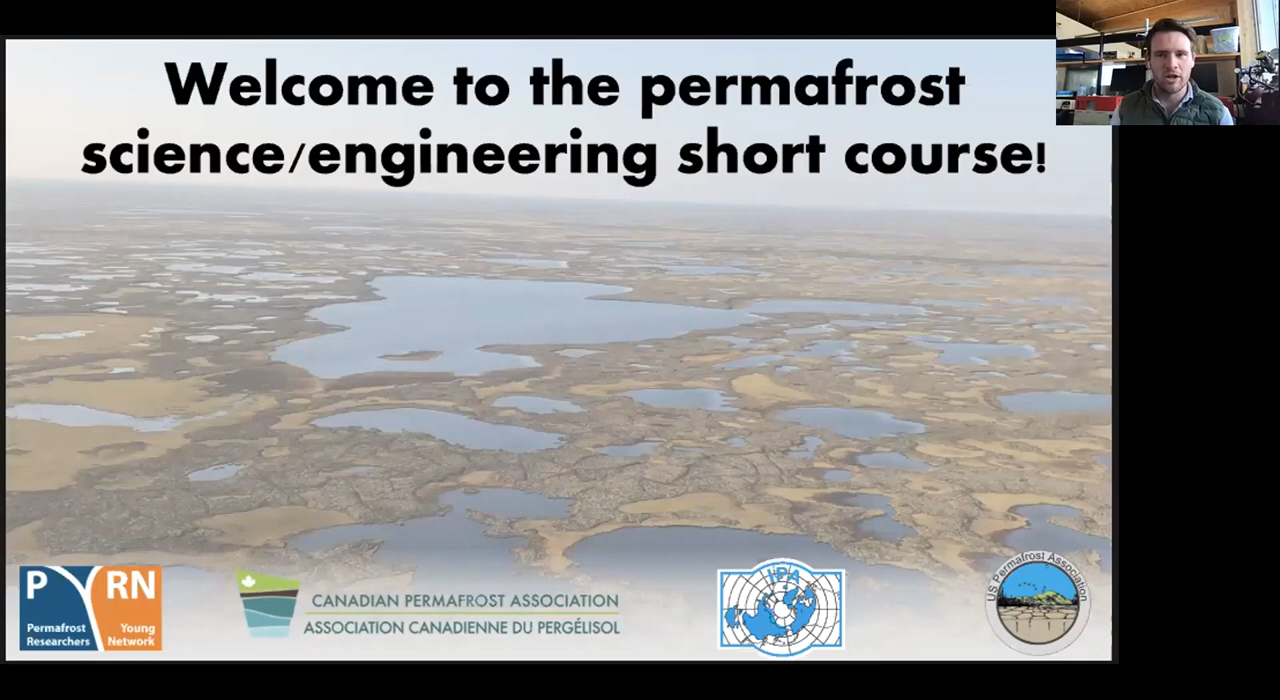 Welcome to the permafrost
science/engineering short course!
P RN
Permafrost Young
Researchers Network
CANADIAN PERMAFROST ASSOCIATION
ASSOCIATION CANADIENNE DU PERGÉLISOL
IPA
US Permafrost Association